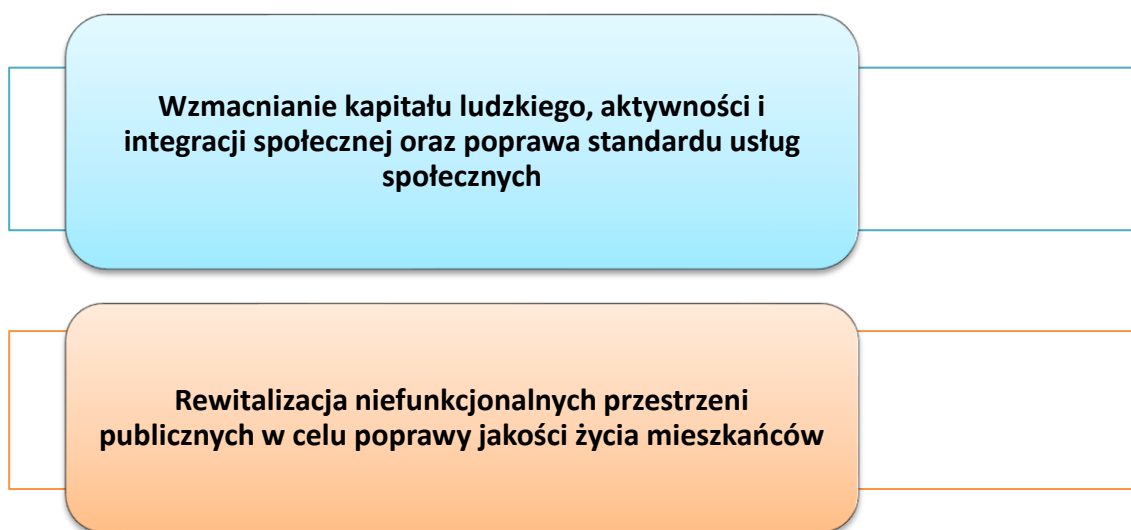 Wzmacnianie kapitału ludzkiego, aktywności i
integracji społecznej oraz poprawa standardu usług
społecznych
Rewitalizacja niefunkcjonalnych przestrzeni
publicznych w celu poprawy jakości życia mieszkańców